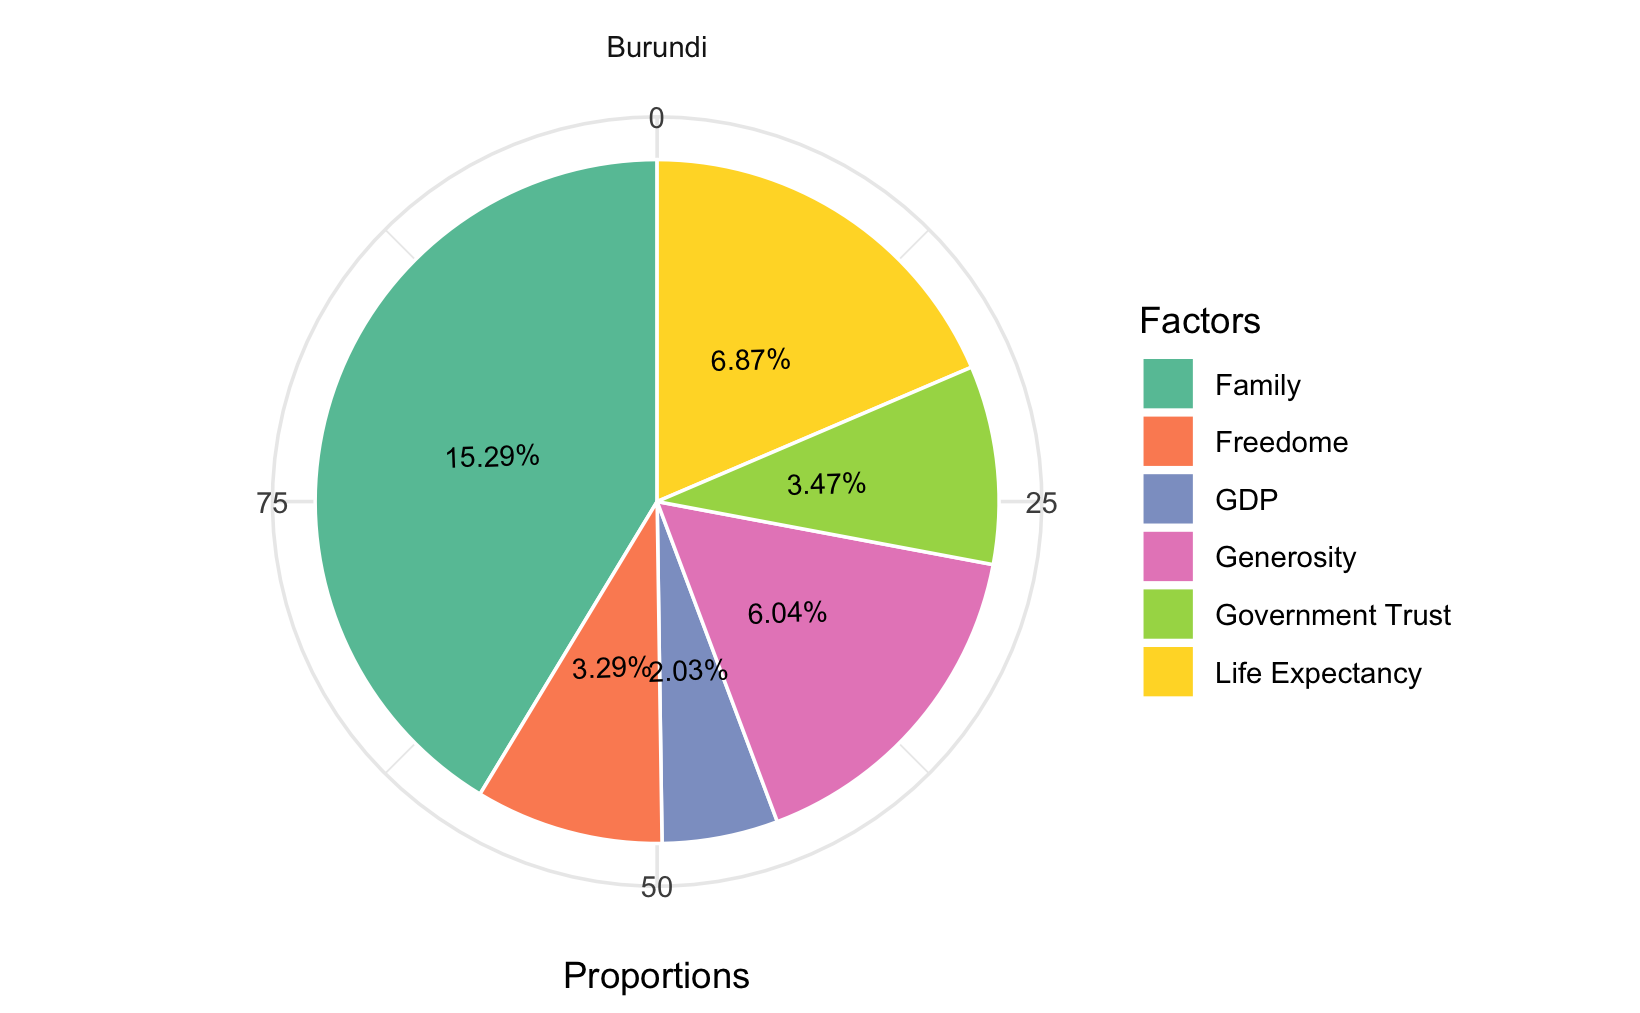 Burundi
0
6.87%
15.29%
3.47%
75
25
6.04%
3.29%
2.03%
50
Proportions
Factors
Family
Freedome
GDP
Generosity
Government Trust
Life Expectancy